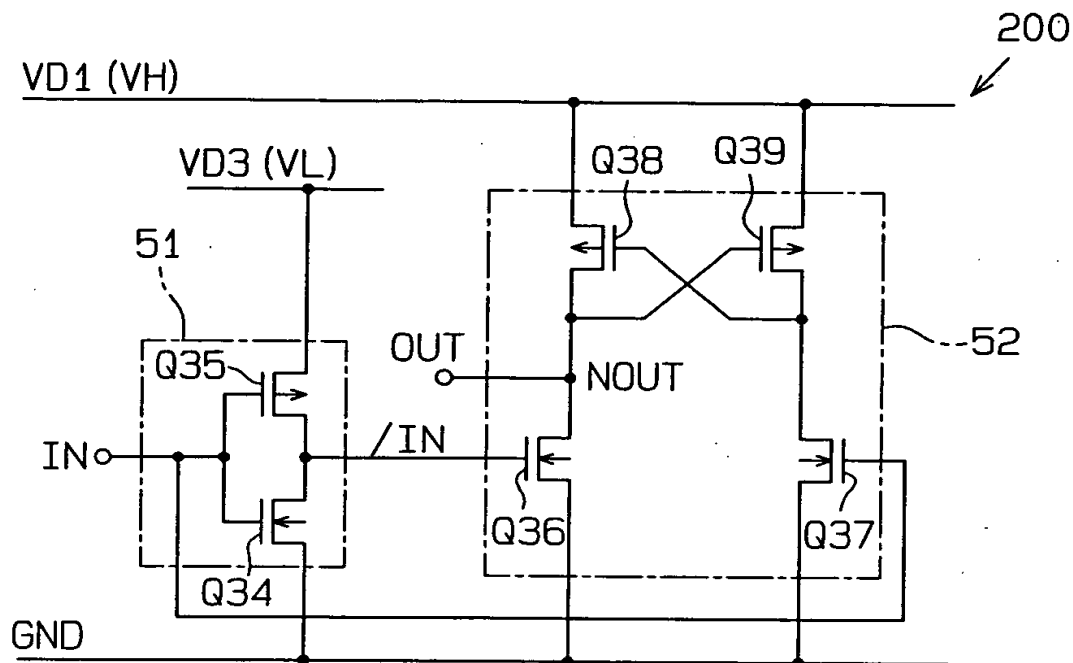 200
VD1 (VH)
VD3 (VL)
Q38
Q39
51
Q35
OUT
NOUT
52
IN
/IN
Q36
Q37
Q34
GND